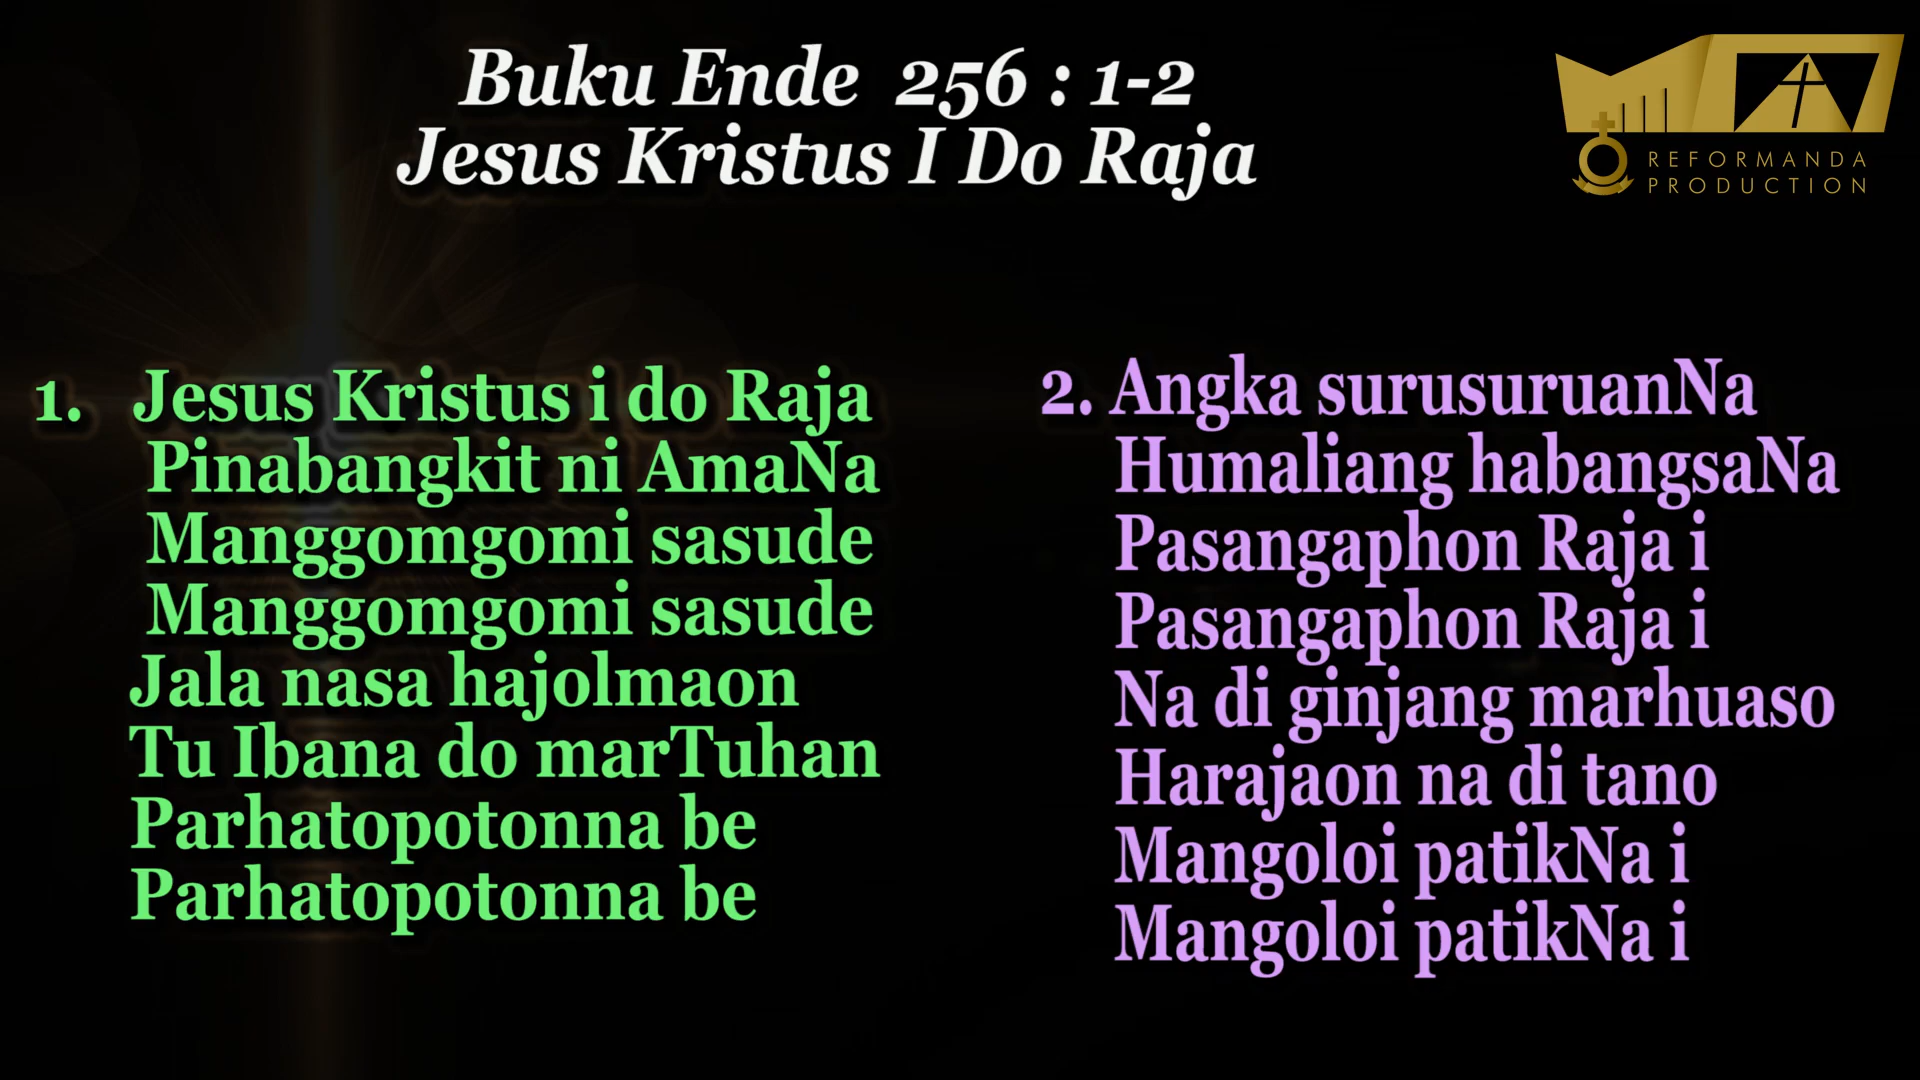 Buku Ende 256 : 1-2
Jesus Kristus I Do Raja
REFORMANDA
PRODUCTION
1. Jesus Kristus i do Raja
Pinabangkit ni AmaNa
Manggomgomi sasude
Manggomgomi sasude
Jala nasa hajolmaon
Tu Ibana do marTuhan
Parhatopotonna be
Parhatopotonna be
2. Angka surusuruanNa
Humaliang habangsaNa
Pasangaphon Raja i
Pasangaphon Raja i
Na di ginjang marhuaso
Harajaon na di tano
Mangoloi patikNa i
Mangoloi patikNa i